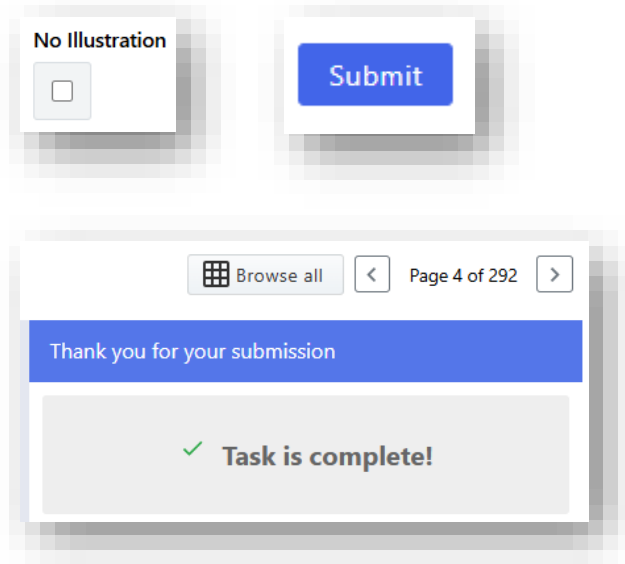 No Illustration
Submit
Browse all < Page 4 of 292 >
Thank you for your submission
Task is complete!